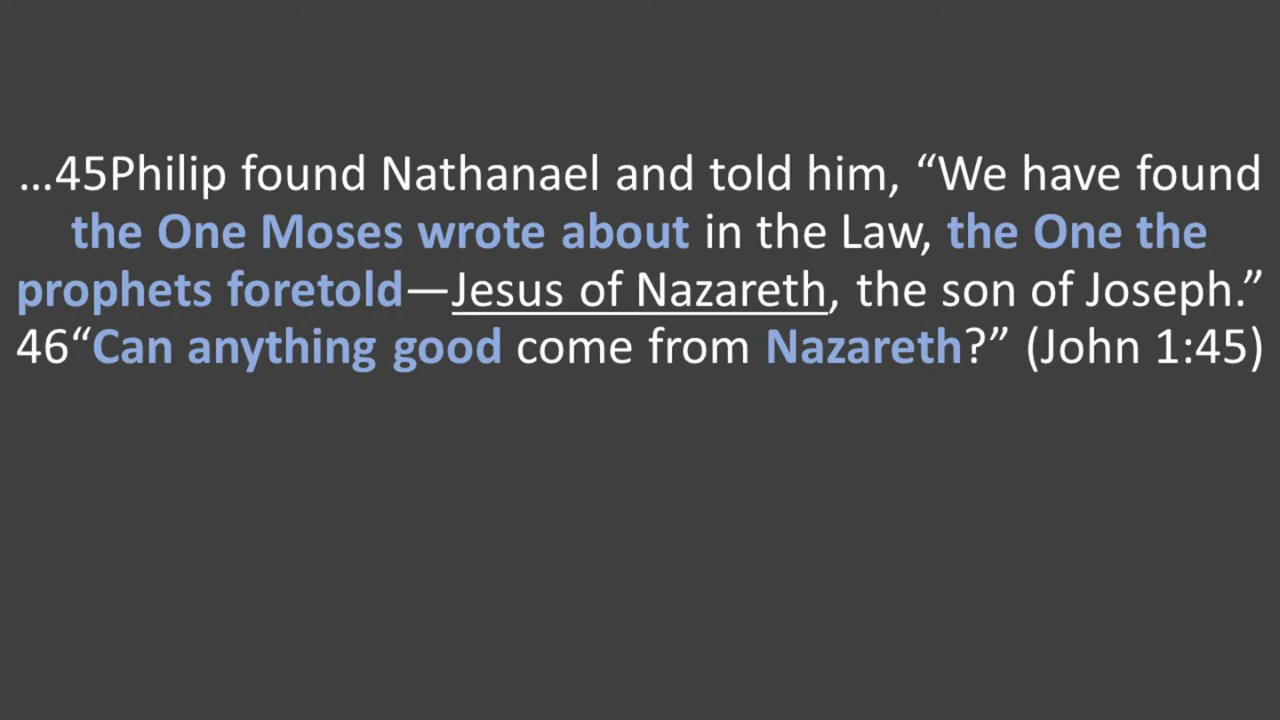 …45Philip found Nathanael and told him, “We have found
the One Moses wrote about in the Law, the One the
prophets foretold—Jesus of Nazareth, the son of Joseph.”
46“Can anything good come from Nazareth?” (John 1:45)